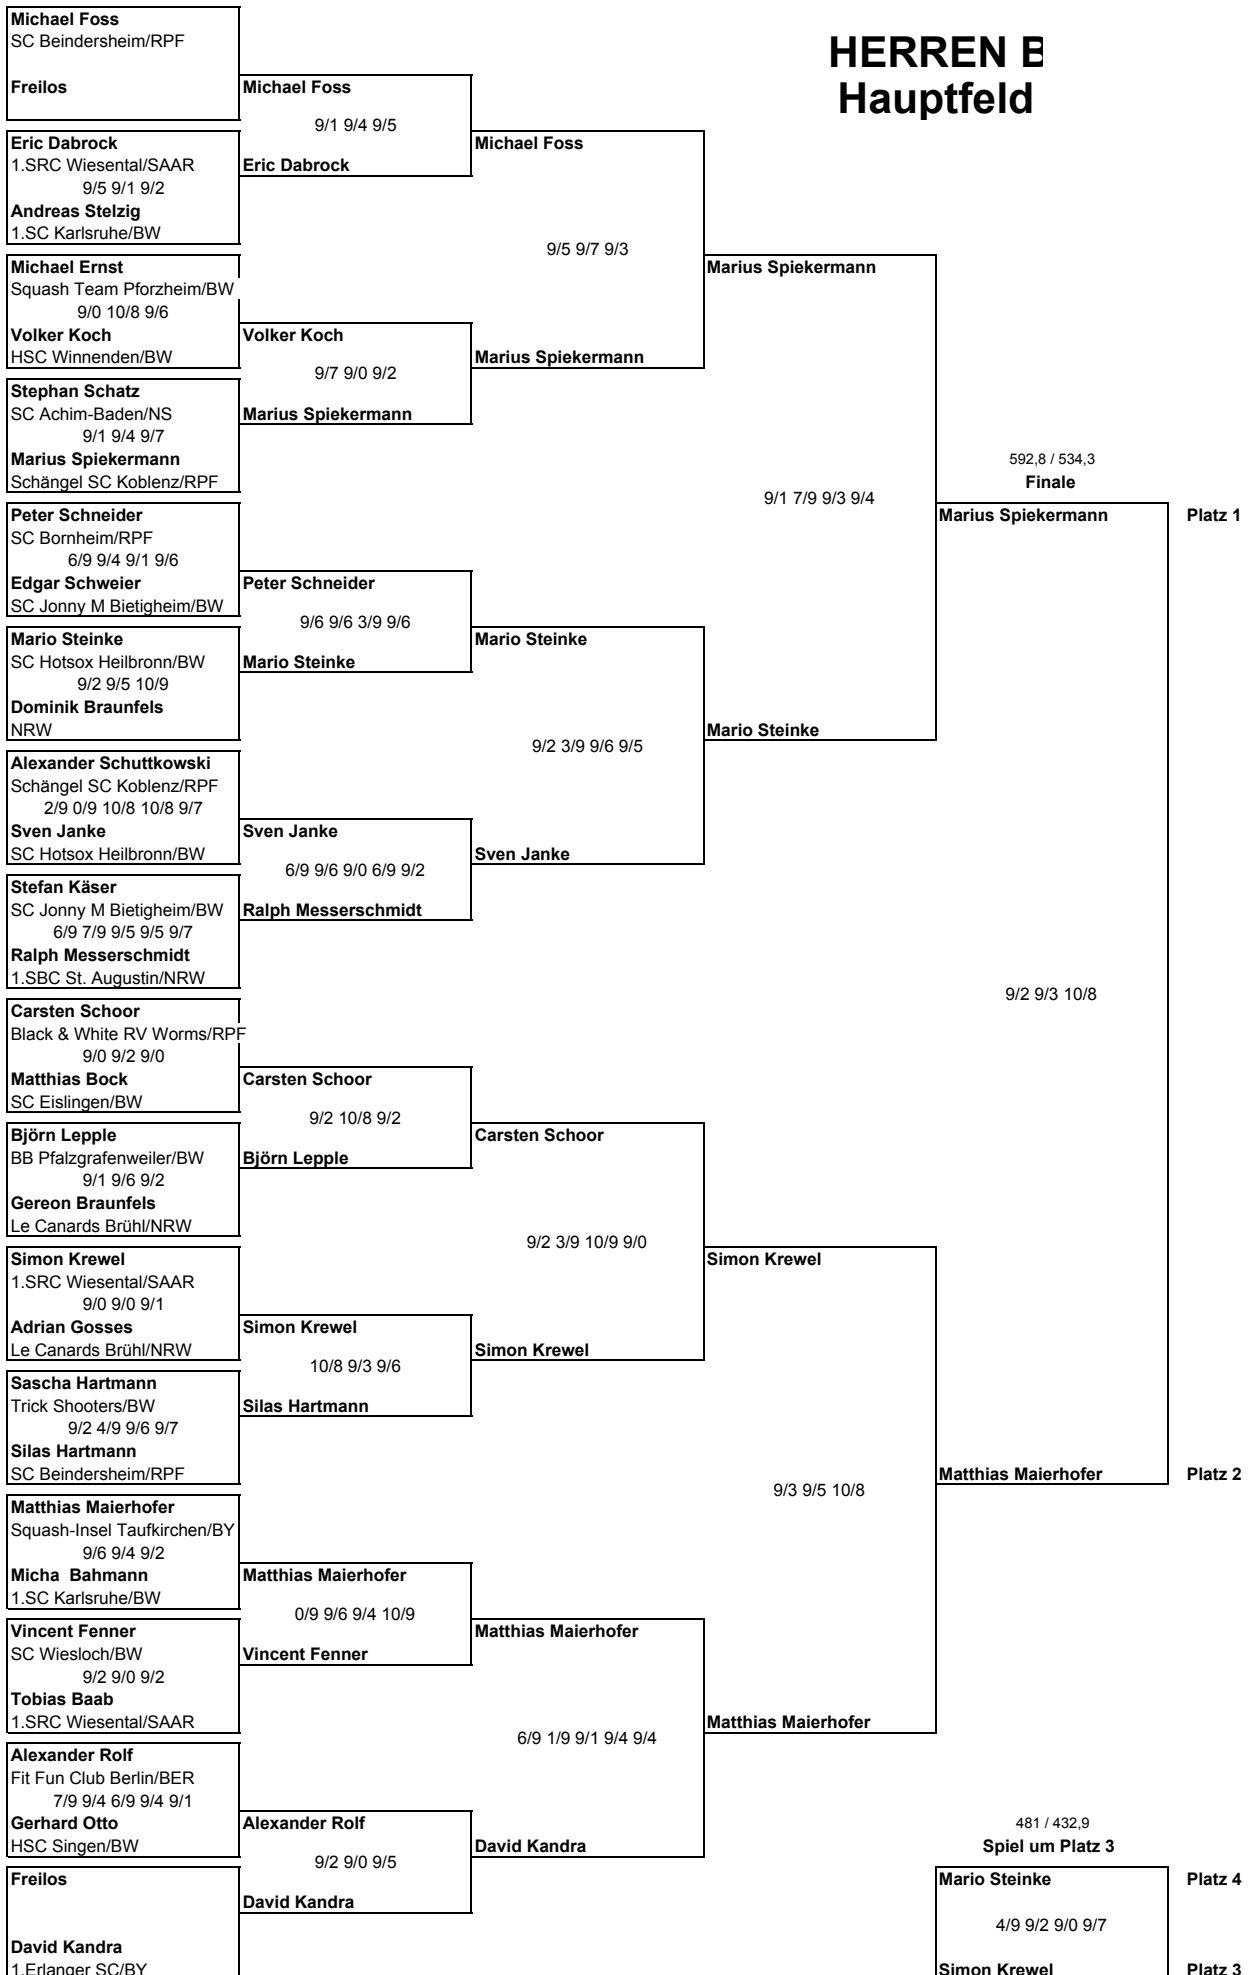 HERREN B
Hauptfeld
Michael Foss
SC Beindersheim/RPF
Freilos
Eric Dabrock
1.SRC Wiesental/SAAR
9/5 9/1 9/2
Andreas Stelzig
1.SC Karlsruhe/BW
Michael Ernst
Squash Team Pforzheim/BW
9/0 10/8 9/6
Volker Koch
HSC Winnenden/BW
Stephan Schatz
SC Achim-Baden/NS
9/1 9/4 9/7
Marius Spiekermann
Schängel SC Koblenz/RPF
Peter Schneider
SC Bornheim/RPF
6/9 9/4 9/1 9/6
Edgar Schweier
SC Jonny M Bietigheim/BW
Mario Steinke
SC Hotsox Heilbronn/BW
9/2 9/5 10/9
Dominik Braunfels
NRW
Alexander Schuttkowski
Schängel SC Koblenz/RPF
2/9 0/9 10/8 10/8 9/7
Sven Janke
SC Hotsox Heilbronn/BW
Stefan Käser
SC Jonny M Bietigheim/BW
6/9 7/9 9/5 9/5 9/7
Ralph Messerschmidt
1.SBC St. Augustin/NRW
Carsten Schoor
Black & White RV Worms/RPF
9/0 9/2 9/0
Matthias Bock
SC Eislingen/BW
Björn Lepple
BB Pfalzgrafenweiler/BW
9/1 9/6 9/2
Gereon Braunfels
Le Canards Brühl/NRW
Simon Krewel
1.SRC Wiesental/SAAR
9/0 9/0 9/1
Adrian Gosses
Le Canards Brühl/NRW
Sascha Hartmann
Trick Shooters/BW
9/2 4/9 9/6 9/7
Silas Hartmann
SC Beindersheim/RPF
Matthias Maierhofer
Squash-Insel Taufkirchen/BY
9/6 9/4 9/2
Micha  Bahmann
1.SC Karlsruhe/BW
Vincent Fenner
SC Wiesloch/BW
9/2 9/0 9/2
Tobias Baab
1.SRC Wiesental/SAAR
Alexander Rolf
Fit Fun Club Berlin/BER
7/9 9/4 6/9 9/4 9/1
Gerhard Otto
HSC Singen/BW
Freilos
David Kandra
1.Erlanger SC/BY
Michael Foss
9/1 9/4 9/5
Eric Dabrock
Volker Koch
9/7 9/0 9/2
Marius Spiekermann
Peter Schneider
9/6 9/6 3/9 9/6
Mario Steinke
Sven Janke
6/9 9/6 9/0 6/9 9/2
Ralph Messerschmidt
Carsten Schoor
9/2 10/8 9/2
Björn Lepple
Simon Krewel
10/8 9/3 9/6
Silas Hartmann
Matthias Maierhofer
0/9 9/6 9/4 10/9
Vincent Fenner
Alexander Rolf
9/2 9/0 9/5
David Kandra
Michael Foss
9/5 9/7 9/3
Marius Spiekermann
Mario Steinke
9/2 3/9 9/6 9/5
Sven Janke
Carsten Schoor
9/2 3/9 10/9 9/0
Simon Krewel
Matthias Maierhofer
6/9 1/9 9/1 9/4 9/4
David Kandra
Marius Spiekermann
9/1 7/9 9/3 9/4
Mario Steinke
Simon Krewel
9/3 9/5 10/8
Matthias Maierhofer
592,8 / 534,3
Finale
Marius Spiekermann
Platz 1
9/2 9/3 10/8
Matthias Maierhofer
Platz 2
481 / 432,9
Spiel um Platz 3
Mario Steinke
Platz 4
4/9 9/2 9/0 9/7
Simon Krewel
Platz 3